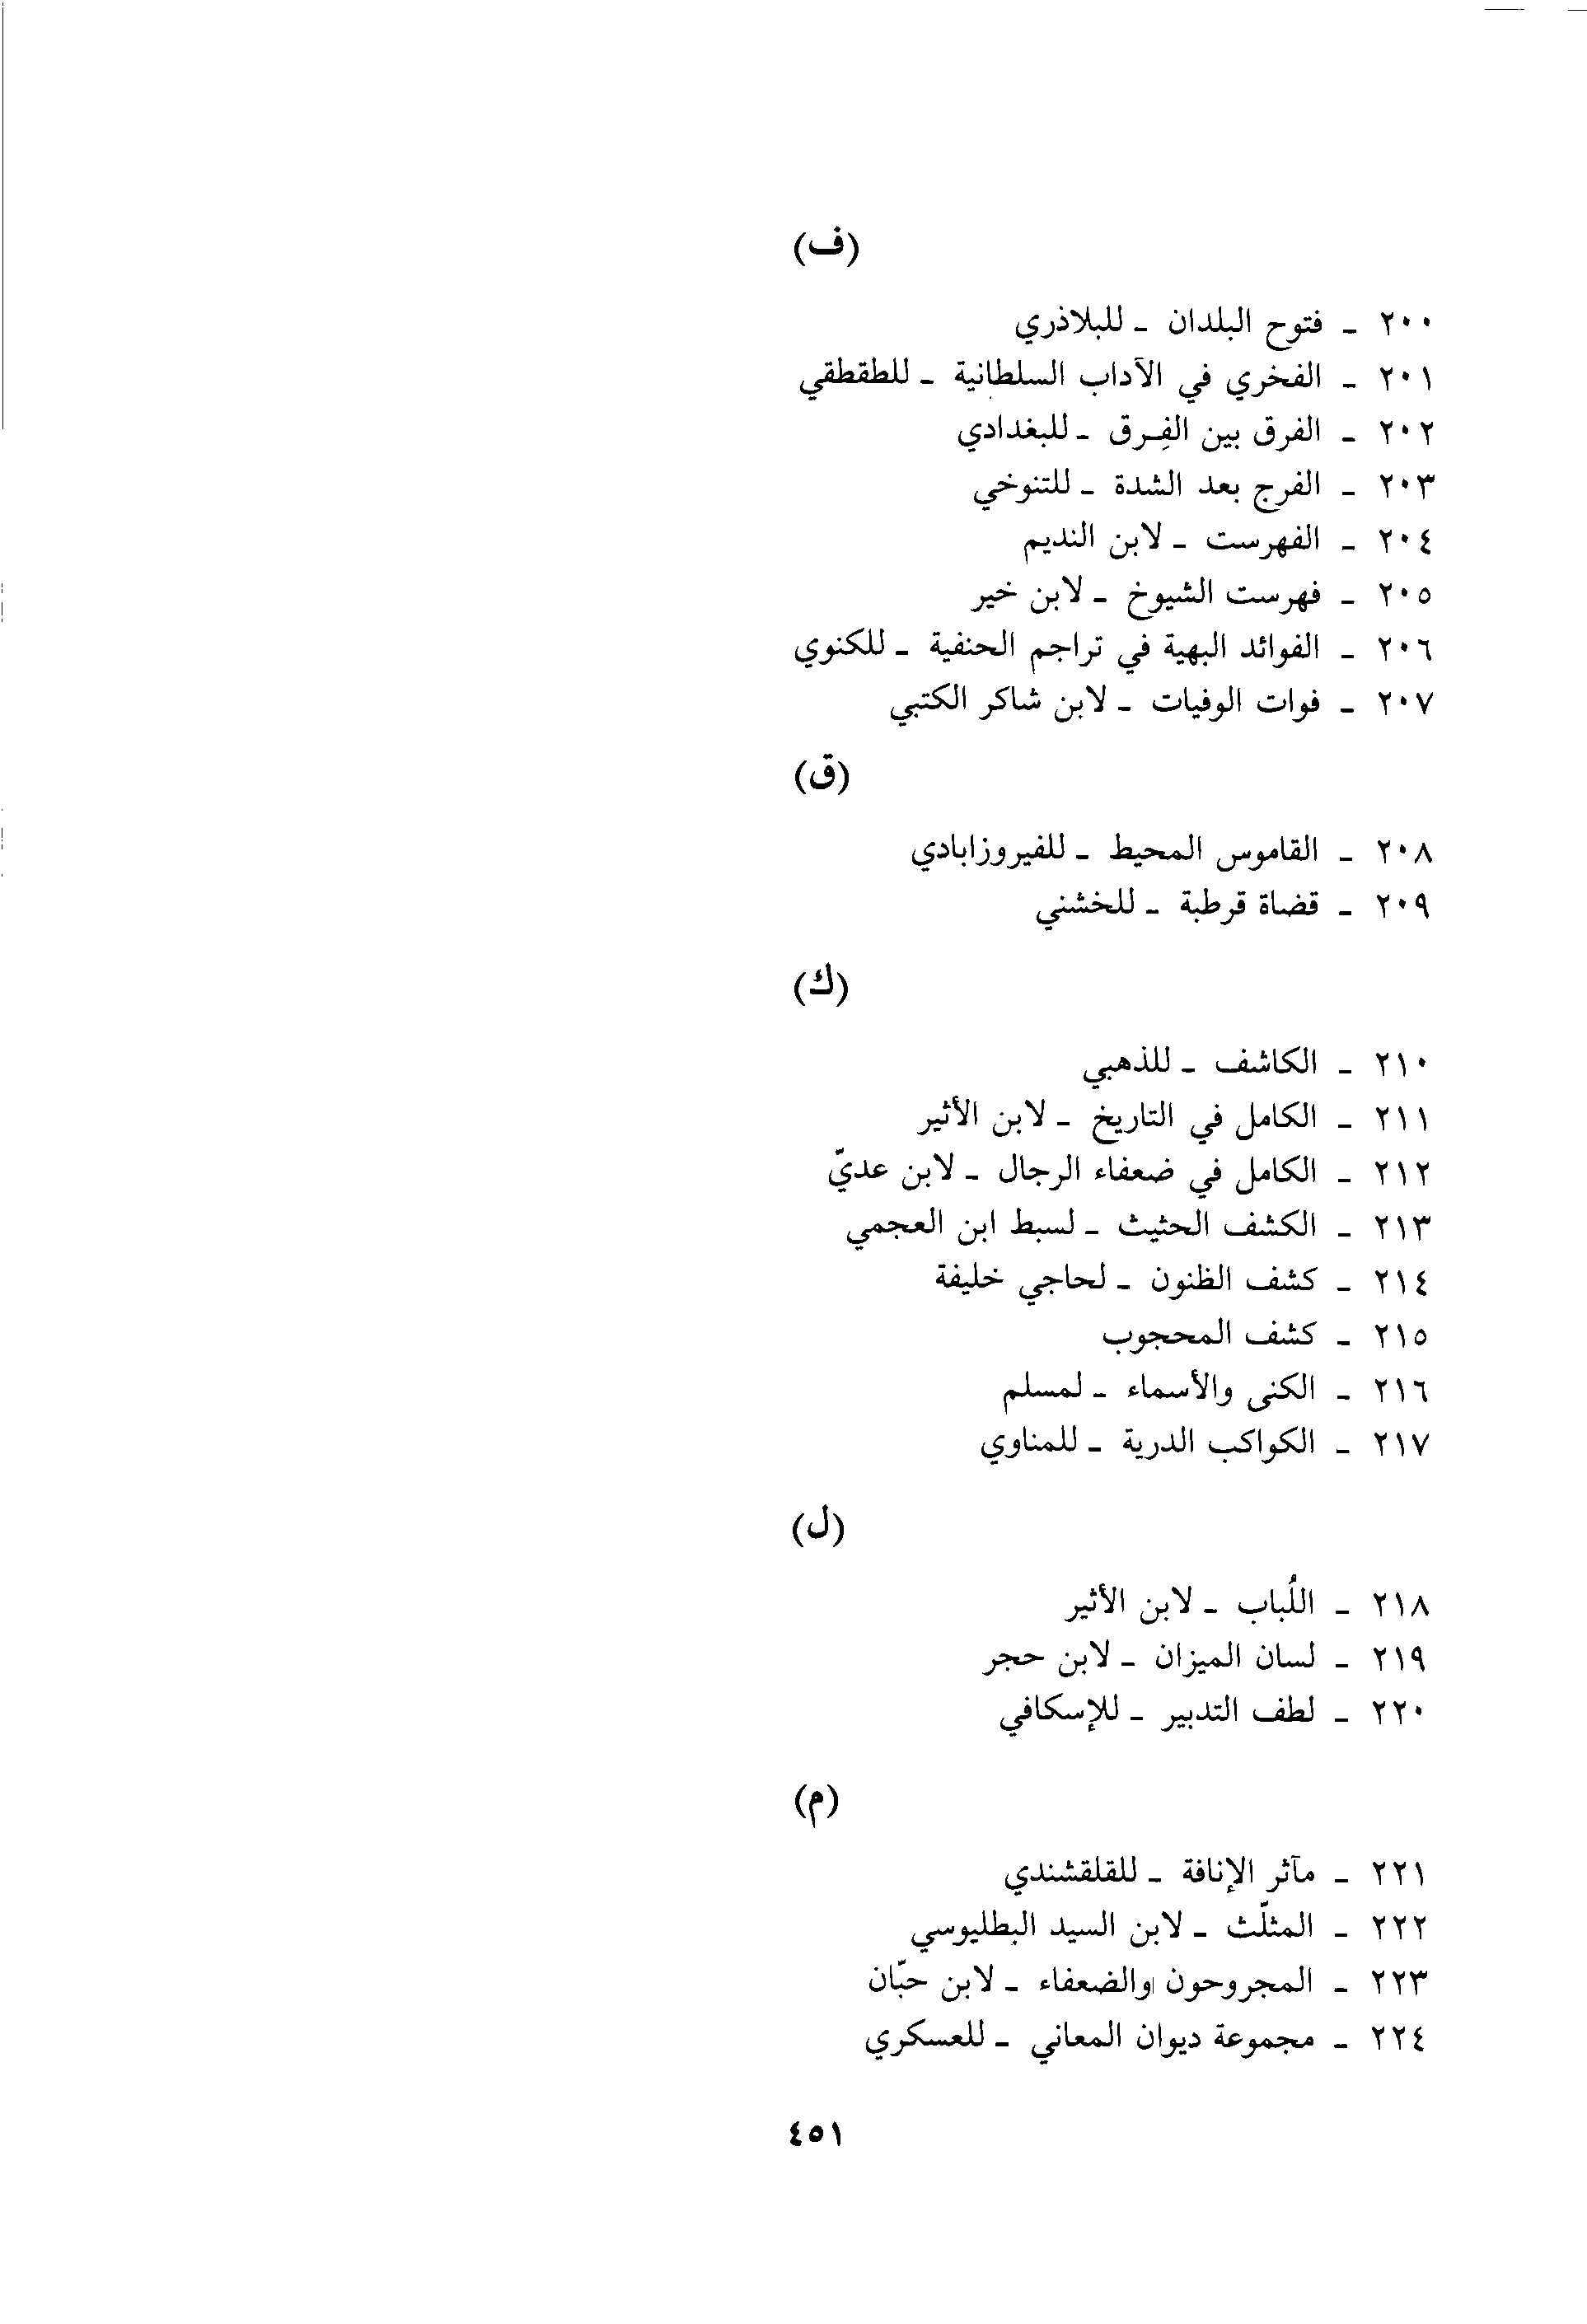 (ف)
٢٠٠ - فتوح البلدان - للبلاذري
٢٠١ - الفخري في الآداب السلطانية - للطقطقي
٢٠٢ - الفرق بين الفِرق - للبغدادي
٢٠٣ - الفرج بعد الشدة - للتنوخي
٢٠٤ - الفهرست - لابن النديم
٢٠٥ - فهرست الشيوخ - لابن خير
٢٠٦ - الفوائد البهية في تراجم الحنفية - للكنوي
٢٠٧ - فوات الوفيات - لابن شاكر الكتبي
(ق)
٢٠٨ - القاموس المحيط - للفيروزابادي
٢٠٩ - قضاة قرطبة - للخشني
(ك)
٢١٠ - الكاشف - للذهبي
٢١١ - الكامل في التاريخ - لابن الأثير
٢١٢ - الكامل في ضعفاء الرجال - لابن عديّ
٢١٣ - الكشف الحثيث - لسبط ابن العجمي
٢١٤ - كشف الظنون - لحاجي خليفة
٢١٥ - كشف المحجوب
٢١٦ - الكنى والأسماء - لمسلم
٢١٧ - الكواكب الدرية - للمناوي
(ل)
٢١٨ - اللُباب - لابن الأثير
٢١٩ - لسان الميزان - لابن حجر
٢٢٠ - لطف التدبير - للإسكافي
(م)
٢٢١ - مآثر الإنافة - للقلقشندي
٢٢٢ - المثلّث - لابن السيد البطليوسي
٢٢٣ - المجروحون والضعفاء - لابن حبّان
٢٢٤ - مجموعة ديوان المعاني - للعسكري
٤٥١